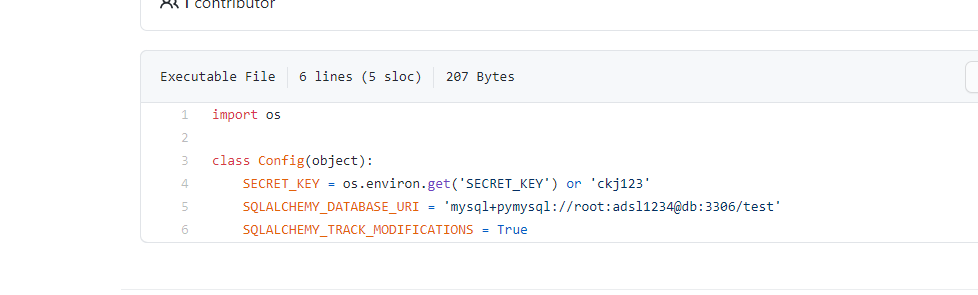 1 contributor
Executable File 6 lines (5 sloc) 207 Bytes
1 import os
2
3 class Config(object):
4 SECRET_KEY = os.environ.get('SECRET_KEY') or 'ckj123'
5 SQLALCHEMY_DATABASE_URI = 'mysql+pymysql://root:adsl1234@db:3306/test'
6 SQLALCHEMY_TRACK_MODIFICATIONS = True